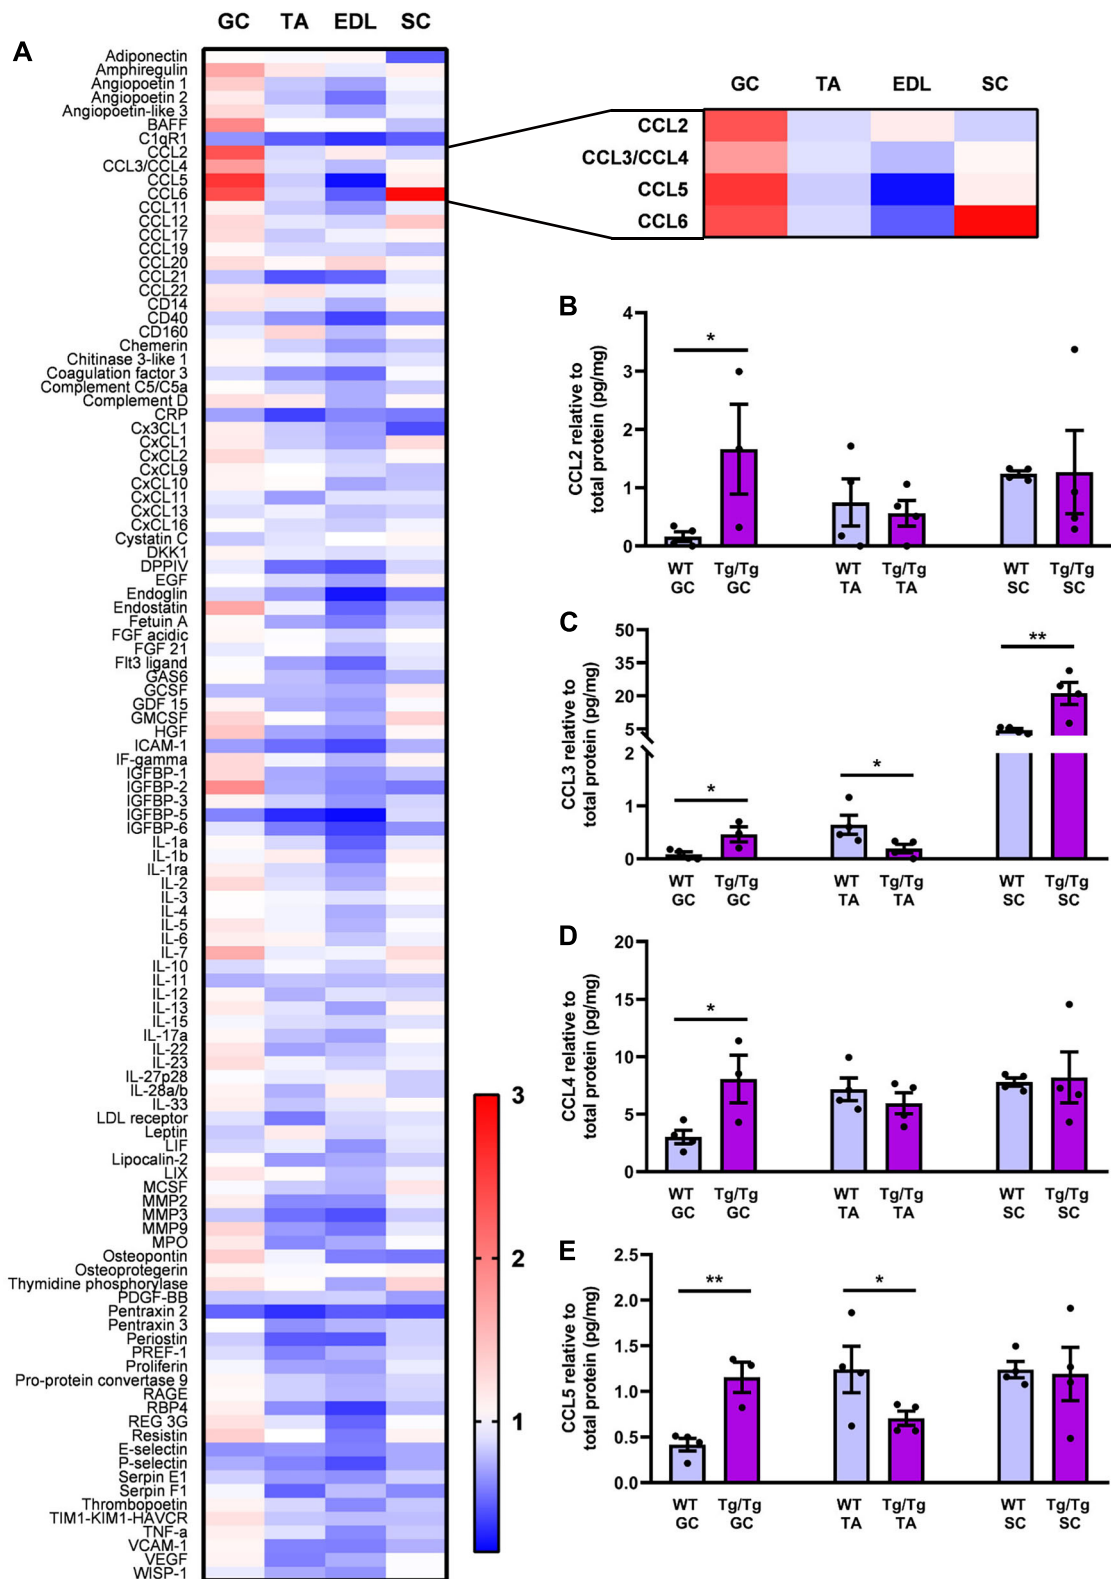 A
GC TA EDL SC
Adiponectin
Amphiregulin
Angiopoetin 1
Angiopoetin 2
Angiopoetin-like 3
BAFF
C1qR1
CCL2
CCL3/CCL4
CCL5
CCL6
CCL11
CCL12
CCL17
CCL19
CCL20
CCL21
CCL22
CD14
CD40
CD160
Chemerin
Chitinase 3-like 1
Coagulation factor 3
Complement C5/C5a
Complement D
CRP
Cx3CL1
CxCL1
CxCL2
CxCL9
CxCL10
CxCL11
CxCL13
CxCL16
Cystatin C
DKK1
DPPIV
EGF
Endoglin
Endostatin
Fetuin A
FGF acidic
FGF 21
Flt3 ligand
GAS6
GCSF
GDF 15
GMCSF
HGF
ICAM-1
IF-gamma
IGFBP-1
IGFBP-2
IGFBP-3
IGFBP-5
IGFBP-6
IL-1a
IL-1b
IL-1ra
IL-2
IL-3
IL-4
IL-5
IL-6
IL-7
IL-10
IL-11
IL-12
IL-13
IL-15
IL-17a
IL-22
IL-23
IL-27p28
IL-28a/b
IL-33
LDL receptor
Leptin
LIF
Lipocalin-2
LIX
MCSF
MMP2
MMP3
MMP9
MPO
Osteopontin
Osteoprotegerin
Thymidine phosphorylase
PDGF-BB
Pentraxin 2
Pentraxin 3
Periostin
PREF-1
Proliferin
Pro-protein convertase 9
RAGE
RBP4
REG 3G
Resistin
E-selectin
P-selectin
Serpin E1
Serpin F1
Thrombopoetin
TIM1-KIM1-HAVCR
TNF-a
VCAM-1
VEGF
WISP-1
3
2
1
GC TA EDL SC
CCL2
CCL3/CCL4
CCL5
CCL6
B
CCL2 relative to
total protein (pg/mg)
4
3
2
1
0
*
WT Tg/Tg WT Tg/Tg WT Tg/Tg
GC GC TA TA SC SC
C
CCL3 relative to
total protein (pg/mg)
50
35
20
5
2
1
0
* * **
WT Tg/Tg WT Tg/Tg WT Tg/Tg
GC GC TA TA SC SC
D
CCL4 relative to
total protein (pg/mg)
20
15
10
5
0
*
WT Tg/Tg WT Tg/Tg WT Tg/Tg
GC GC TA TA SC SC
E
CCL5 relative to
total protein (pg/mg)
2.5
2.0
1.5
1.0
0.5
0.0
** *
WT Tg/Tg WT Tg/Tg WT Tg/Tg
GC GC TA TA SC SC